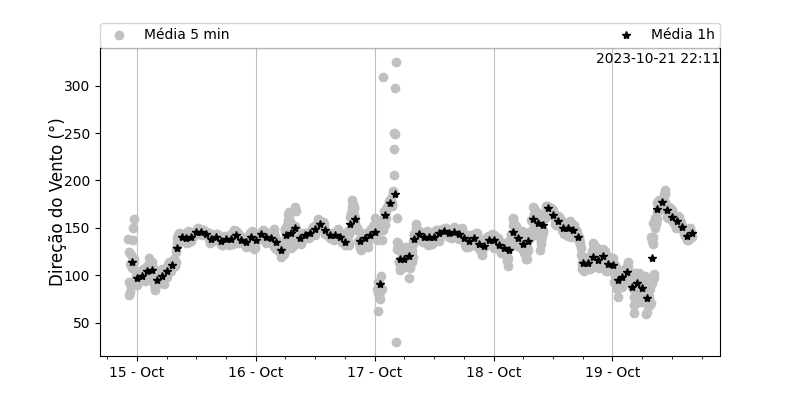 Média 5 min
Média 1h
2023-10-21 22:11
Direção do Vento (°)
300
250
200
150
100
50
15 - Oct
16 - Oct
17 - Oct
18 - Oct
19 - Oct